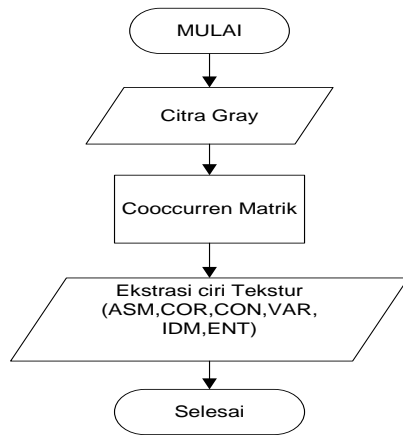 MULAI
Citra Gray
Cooccurren Matrik
Ekstrasi ciri Tekstur
(ASM,COR,CON,VAR,
IDM,ENT)
Selesai